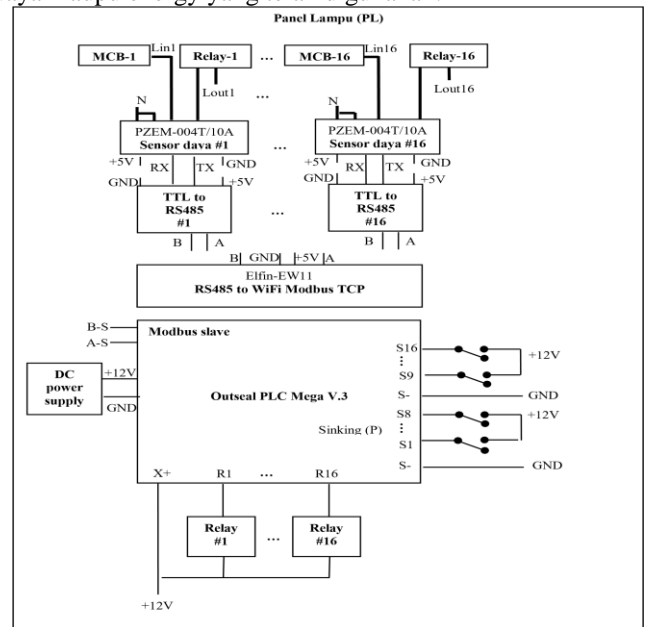 Panel Lampu (PL)
MCB-1 Lin1 Relay-1 ... MCB-16 Lin16 Relay-16
Lout1 ... Lout16
N N
PZEM-004T/10A ... PZEM-004T/10A
Sensor daya #1 Sensor daya #16
+5V RX TX GND +5V RX TX GND
GND +5V GND +5V
TTL to RS485 #1 ... TTL to RS485 #16
B A B A
B GND +5V A
Elfin-EW11
RS485 to WiFi Modbus TCP
B-S Modbus slave
A-S S16 +12V
DC power supply +12V S9
GND Outseal PLC Mega V.3 S- GND
S8 +12V
Sinking (P)
S1
S- GND
X+ R1 ... R16
Relay #1 ... Relay #16
+12V